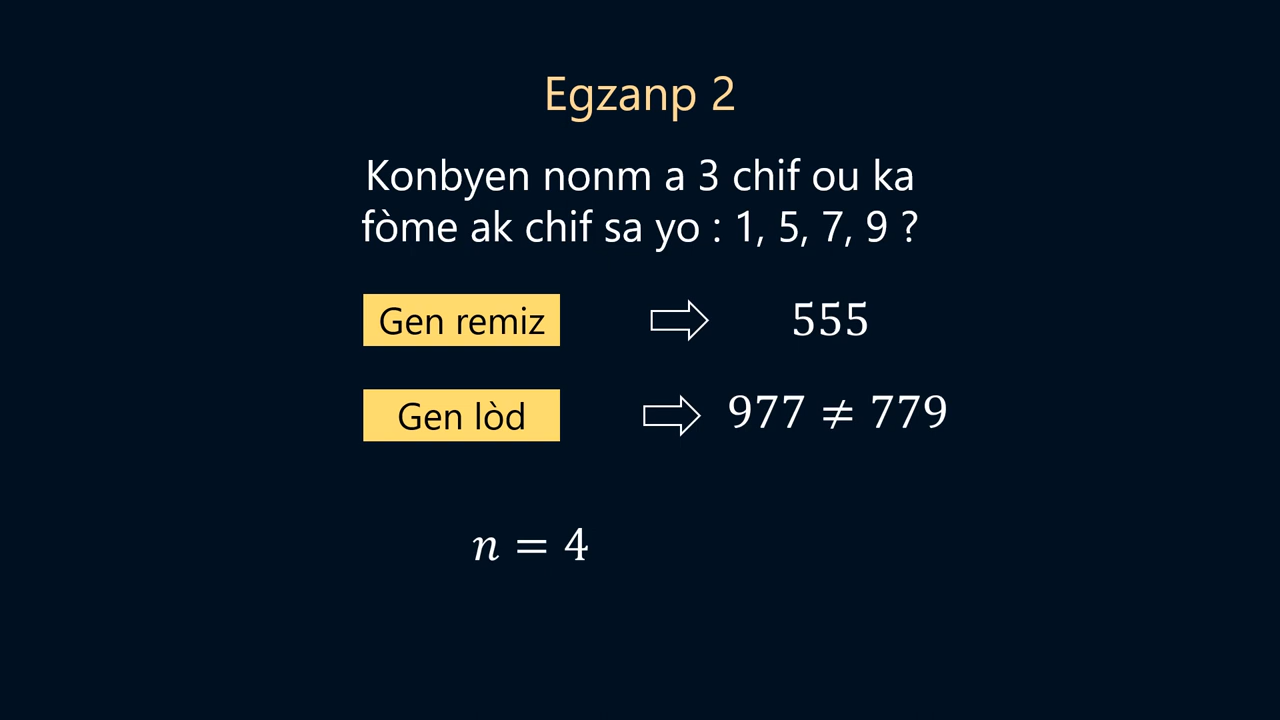 Egzanp 2
Konbyen nonm a 3 chif ou ka
fòme ak chif sa yo : 1, 5, 7, 9 ?
Gen remiz ⇨ 555
Gen lòd ⇨ 977 ≠ 779
n = 4